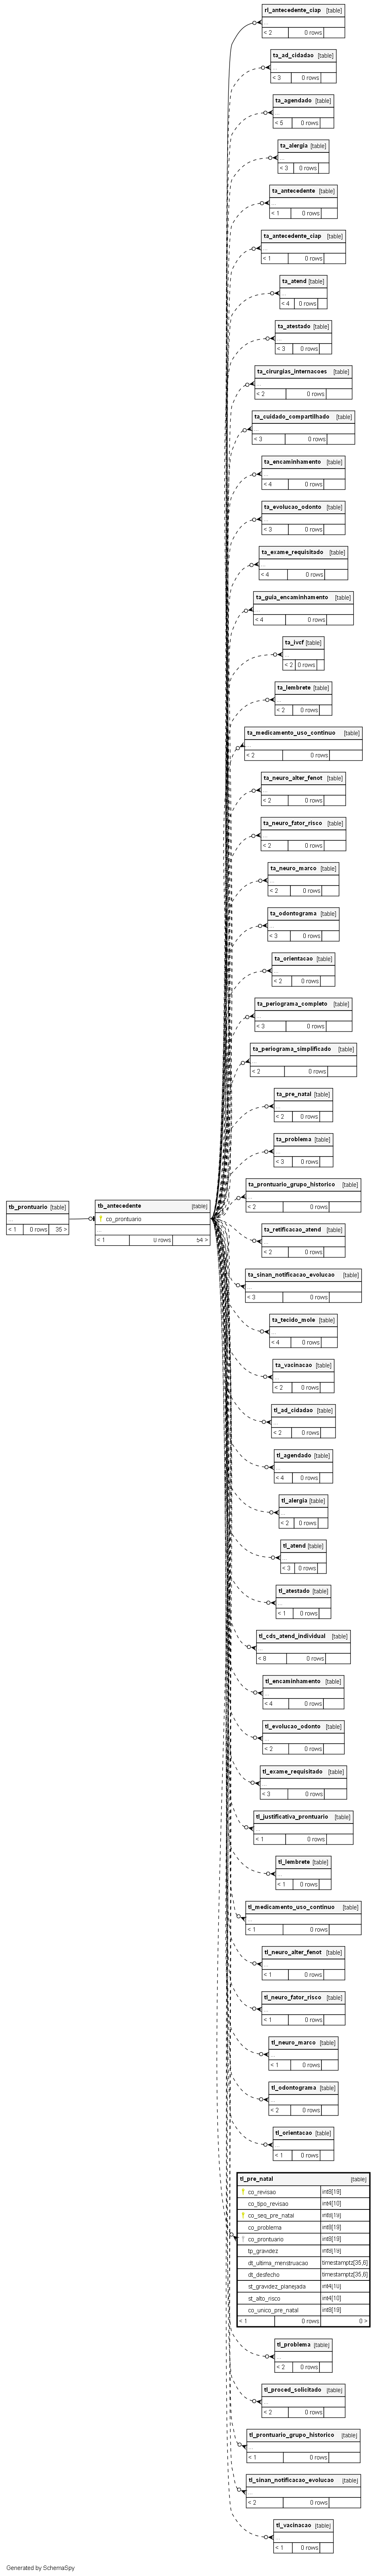 rl_antecedente_ciap [table]
...
< 2 0 rows
ta_ad_cidadao [table]
...
< 3 0 rows
ta_agendado [table]
...
< 5 0 rows
ta_alergia [table]
...
< 3 0 rows
ta_antecedente [table]
...
< 1 0 rows
ta_antecedente_ciap [table]
...
< 1 0 rows
ta_atend [table]
...
< 4 0 rows
ta_atestado [table]
...
< 3 0 rows
ta_cirurgias_internacoes [table]
...
< 2 0 rows
ta_cuidado_compartilhado [table]
...
< 3 0 rows
ta_encaminhamento [table]
...
< 4 0 rows
ta_evolucao_odonto [table]
...
< 3 0 rows
ta_exame_requisitado [table]
...
< 4 0 rows
ta_guia_encaminhamento [table]
...
< 4 0 rows
ta_ivcf [table]
...
< 2 0 rows
ta_lembrete [table]
...
< 2 0 rows
ta_medicamento_uso_continuo [table]
...
< 2 0 rows
ta_neuro_alter_fenot [table]
...
< 2 0 rows
ta_neuro_fator_risco [table]
...
< 2 0 rows
ta_neuro_marco [table]
...
< 2 0 rows
ta_odontograma [table]
...
< 3 0 rows
ta_orientacao [table]
...
< 2 0 rows
ta_periograma_completo [table]
...
< 3 0 rows
ta_periograma_simplificado [table]
...
< 2 0 rows
ta_pre_natal [table]
...
< 2 0 rows
ta_problema [table]
...
< 3 0 rows
tb_prontuario [table]
...
< 1 0 rows 35 >
tb_antecedente [table]
co_prontuario
...
< 1 0 rows 54 >
ta_prontuario_grupo_historico [table]
...
< 2 0 rows
ta_retificacao_atend [table]
...
< 2 0 rows
ta_sinan_notificacao_evolucao [table]
...
< 3 0 rows
ta_tecido_mole [table]
...
< 4 0 rows
ta_vacinacao [table]
...
< 2 0 rows
tl_ad_cidadao [table]
...
< 2 0 rows
tl_agendado [table]
...
< 4 0 rows
tl_alergia [table]
...
< 2 0 rows
tl_atend [table]
...
< 3 0 rows
tl_atestado [table]
...
< 1 0 rows
tl_cds_atend_individual [table]
...
< 8 0 rows
tl_encaminhamento [table]
...
< 4 0 rows
tl_evolucao_odonto [table]
...
< 2 0 rows
tl_exame_requisitado [table]
...
< 3 0 rows
tl_justificativa_prontuario [table]
...
< 1 0 rows
tl_lembrete [table]
...
< 1 0 rows
tl_medicamento_uso_continuo [table]
...
< 1 0 rows
tl_neuro_alter_fenot [table]
...
< 1 0 rows
tl_neuro_fator_risco [table]
...
< 1 0 rows
tl_neuro_marco [table]
...
< 1 0 rows
tl_odontograma [table]
...
< 2 0 rows
tl_orientacao [table]
...
< 1 0 rows
tl_pre_natal [table]
co_revisao int8[19]
co_tipo_revisao int4[10]
co_seq_pre_natal int8[19]
co_problema int8[19]
co_prontuario int8[19]
tp_gravidez int8[19]
dt_ultima_menstruacao timestamptz[35,6]
dt_desfecho timestamptz[35,6]
st_gravidez_planejada int4[10]
st_alto_risco int4[10]
co_unico_pre_natal int8[19]
< 1 0 rows 0 >
tl_problema [table]
...
< 2 0 rows
tl_proced_solicitado [table]
...
< 2 0 rows
tl_prontuario_grupo_historico [table]
...
< 1 0 rows
tl_sinan_notificacao_evolucao [table]
...
< 2 0 rows
tl_vacinacao [table]
...
< 1 0 rows
Generated by SchemaSpy